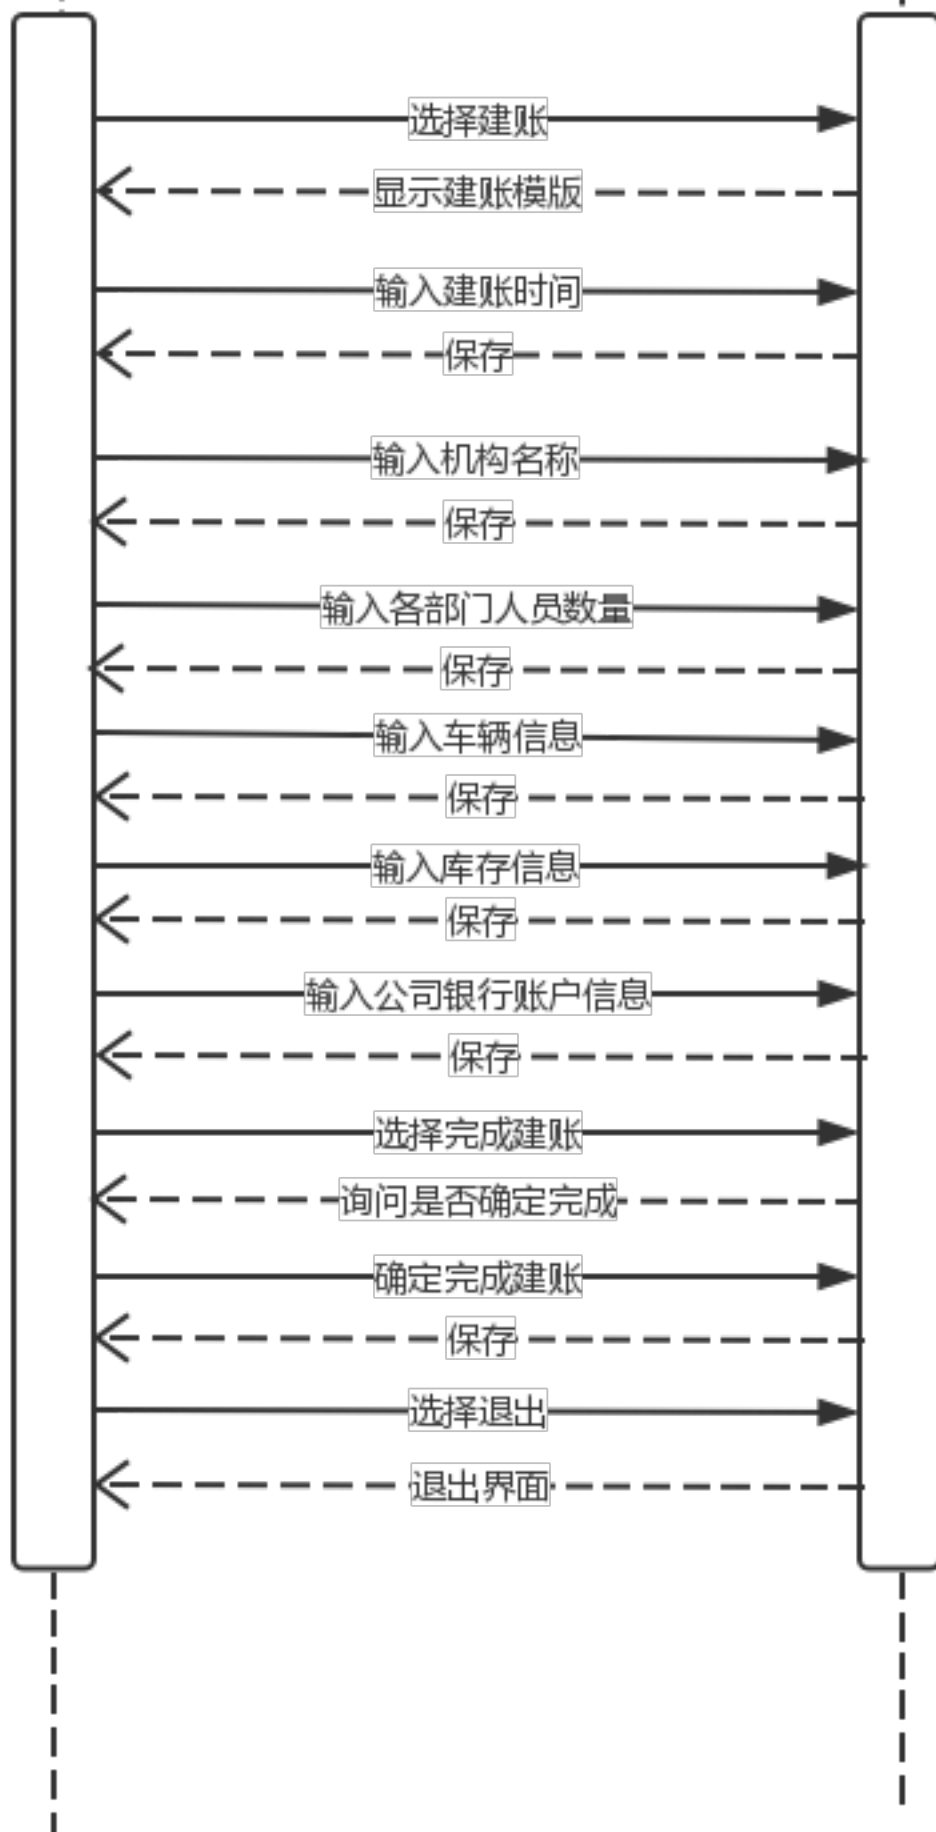 选择建账
显示建账模版
输入建账时间
保存
输入机构名称
保存
输入各部门人员数量
保存
输入车辆信息
保存
输入库存信息
保存
输入公司银行账户信息
保存
选择完成建账
询问是否确定完成
确定完成建账
保存
选择退出
退出界面